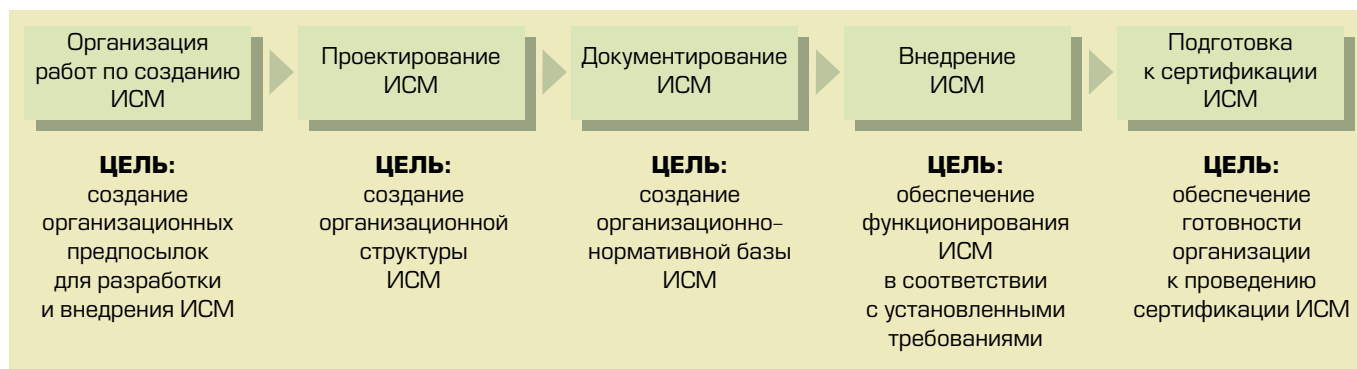 Организация
работ по созданию
ИСМ
Проектирование
ИСМ
Документирование
ИСМ
Внедрение
ИСМ
Подготовка
к сертификации
ИСМ
ЦЕЛЬ:
создание
организационных
предпосылок
для разработки
и внедрения ИСМ
ЦЕЛЬ:
создание
организационной
структуры
ИСМ
ЦЕЛЬ:
создание
организационно-
нормативной базы
ИСМ
ЦЕЛЬ:
обеспечение
функционирования
ИСМ
в соответствии
с установленными
требованиями
ЦЕЛЬ:
обеспечение
готовности
организации
к проведению
сертификации ИСМ